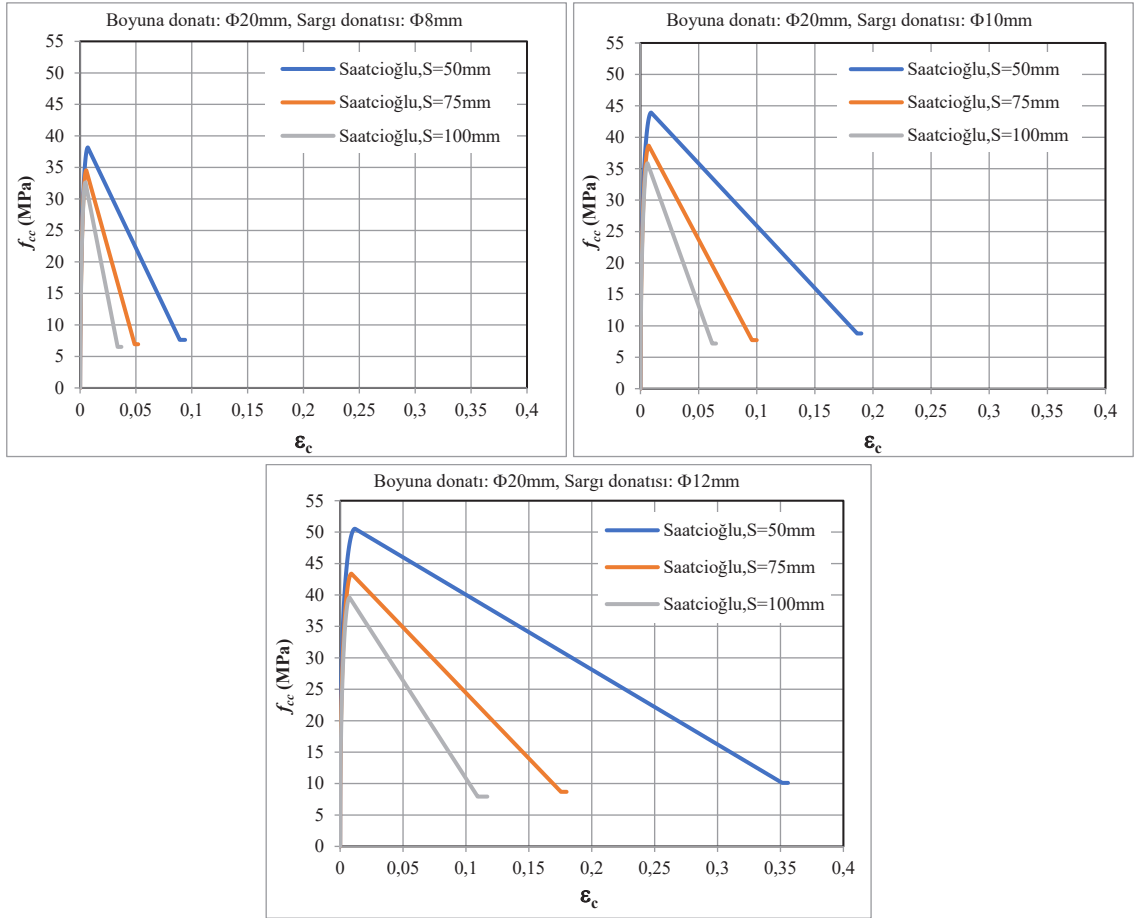 Boyuna donatı: Φ20mm, Sargı donatısı: Φ8mm
55
50
45
40
35
30
25
20
15
10
5
0
f_cc (MPa)
Saatcioğlu,S=50mm
Saatcioğlu,S=75mm
Saatcioğlu,S=100mm
0 0,05 0,1 0,15 0,2 0,25 0,3 0,35 0,4
ε_c
Boyuna donatı: Φ20mm, Sargı donatısı: Φ10mm
55
50
45
40
35
30
25
20
15
10
5
0
f_cc (MPa)
Saatcioğlu,S=50mm
Saatcioğlu,S=75mm
Saatcioğlu,S=100mm
0 0,05 0,1 0,15 0,2 0,25 0,3 0,35 0,4
ε_c
Boyuna donatı: Φ20mm, Sargı donatısı: Φ12mm
55
50
45
40
35
30
25
20
15
10
5
0
f_cc (MPa)
Saatcioğlu,S=50mm
Saatcioğlu,S=75mm
Saatcioğlu,S=100mm
0 0,05 0,1 0,15 0,2 0,25 0,3 0,35 0,4
ε_c